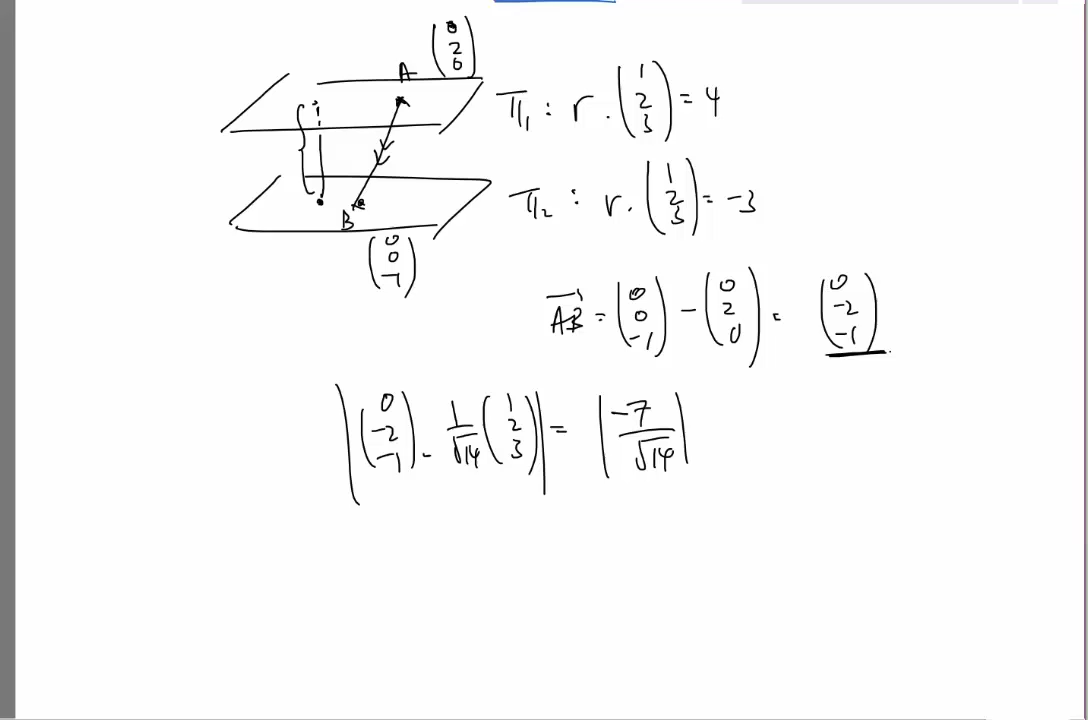 (0 2 0)
A
π₁ : r . (1 2 3) = 4
π₂ : r . (1 2 3) = -3
B
(0 0 -1)
AB = (0 0 -1) - (0 2 0) = (0 -2 -1)
|(0 -2 -1) . 1/√14 (1 2 3)| = |-7/√14|